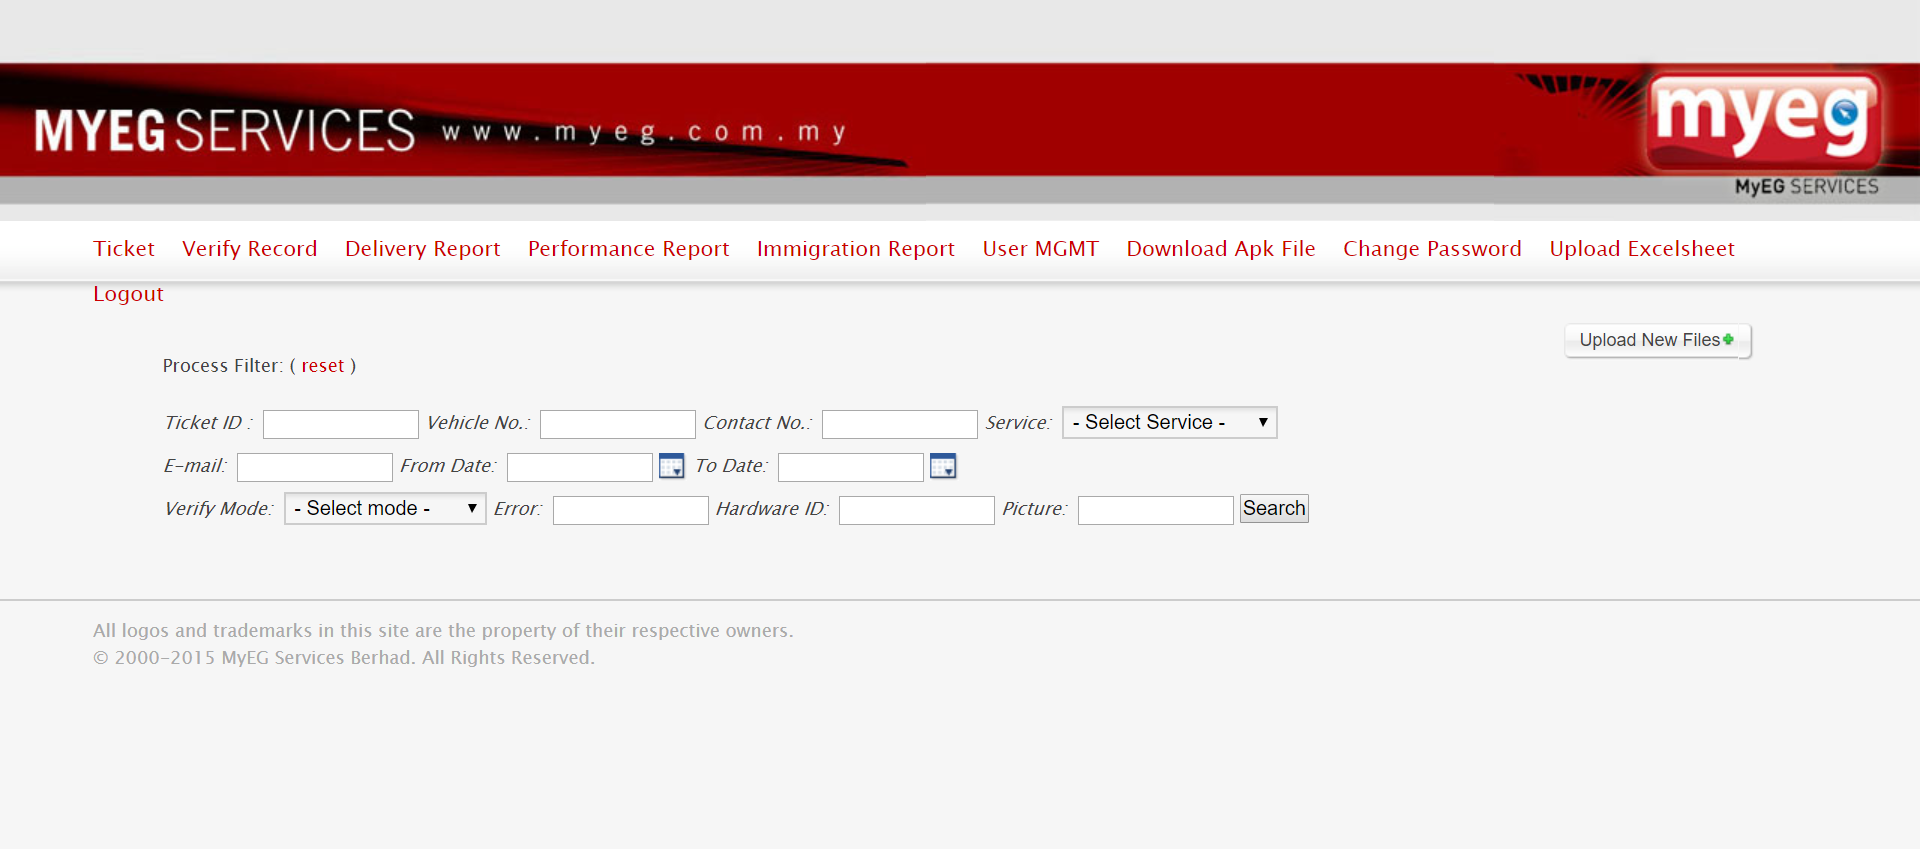 MYEG SERVICES www.myeg.com.my
myeg
MyEG SERVICES
Ticket Verify Record Delivery Report Performance Report Immigration Report User MGMT Download Apk File Change Password Upload Excelsheet
Logout
Upload New Files
Process Filter: ( reset )
Ticket ID : Vehicle No.: Contact No.: Service: - Select Service -
E-mail: From Date: To Date:
Verify Mode: - Select mode - Error: Hardware ID: Picture: Search
All logos and trademarks in this site are the property of their respective owners.
© 2000-2015 MyEG Services Berhad. All Rights Reserved.